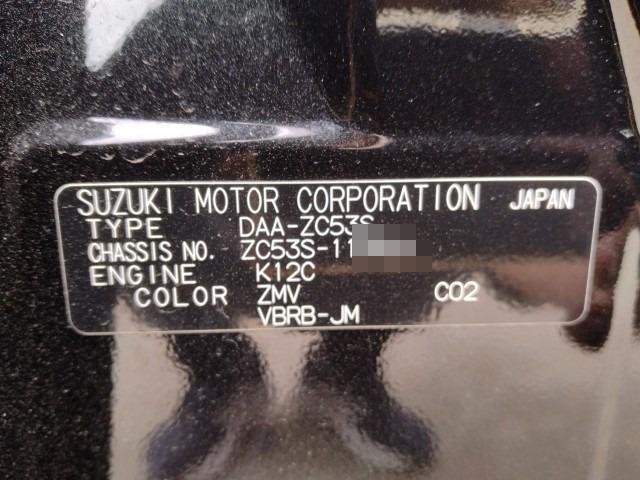 SUZUKI MOTOR CORPORATION JAPAN
TYPE DAA-ZC53S
CHASSIS NO. ZC53S-11
ENGINE K12C
COLOR ZMV C02
VBRB-JM